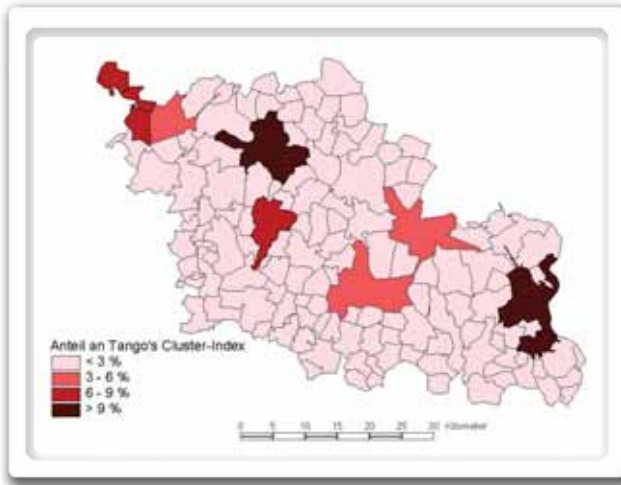 Anteil an Tango's Cluster-Index
< 3 %
3 - 6 %
6 - 9 %
> 9 %
0 5 10 15 20 25 30 Kilometer